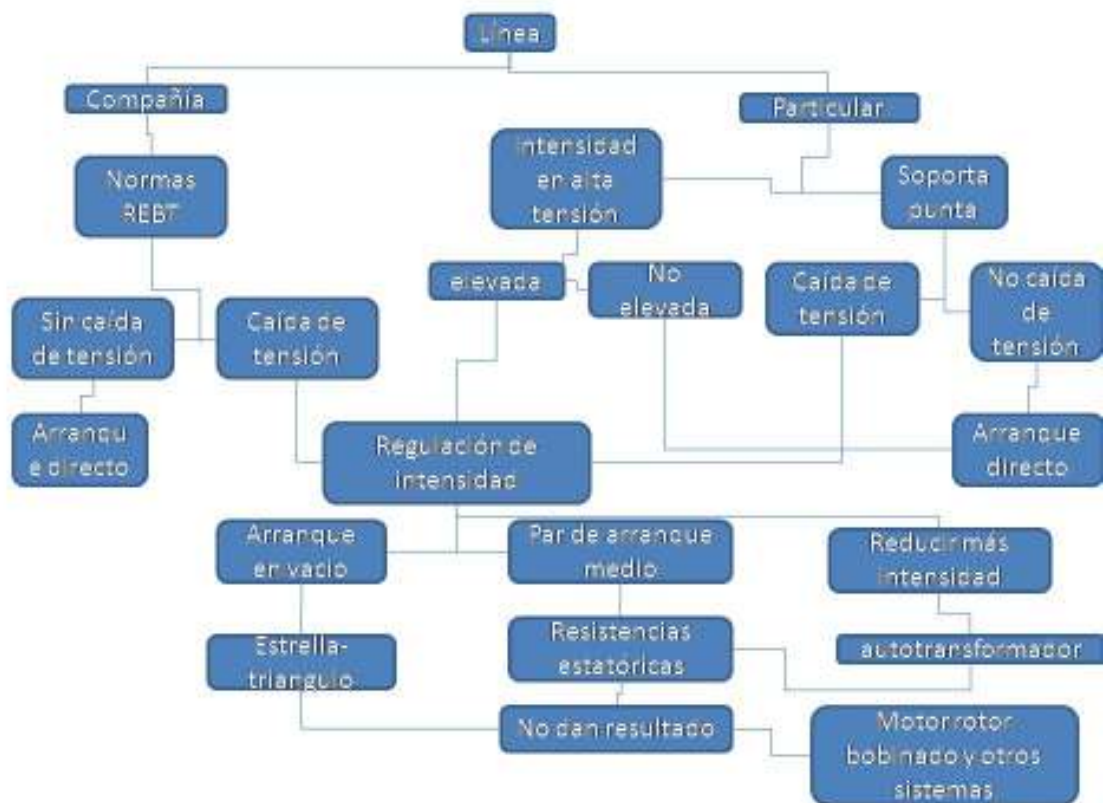 Línea
Compañía
Particular
Intensidad
en alta
tensión
Normas
REBT
Soporta
punta
elevada
No
elevada
Caída de
tensión
No caída
de
tensión
Sin caída
de tensión
Caída de
tensión
Arranqu
e directo
Regulación de
intensidad
Arranque
directo
Arranque
en vacio
Par de arranque
medio
Reducir más
intensidad
Estrella-
triangulo
Resistencias
estatóricas
autotransformador
No dan resultado
Motor rotor
bobinado y otros
sistemas